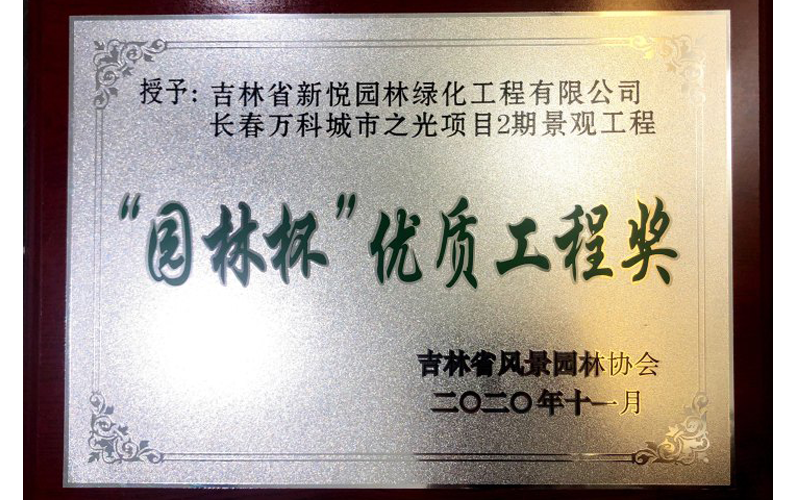 授予：吉林省新悦园林绿化工程有限公司
长春万科城市之光项目2期景观工程
“园林杯”优质工程奖
吉林省风景园林协会
二〇二〇年十一月